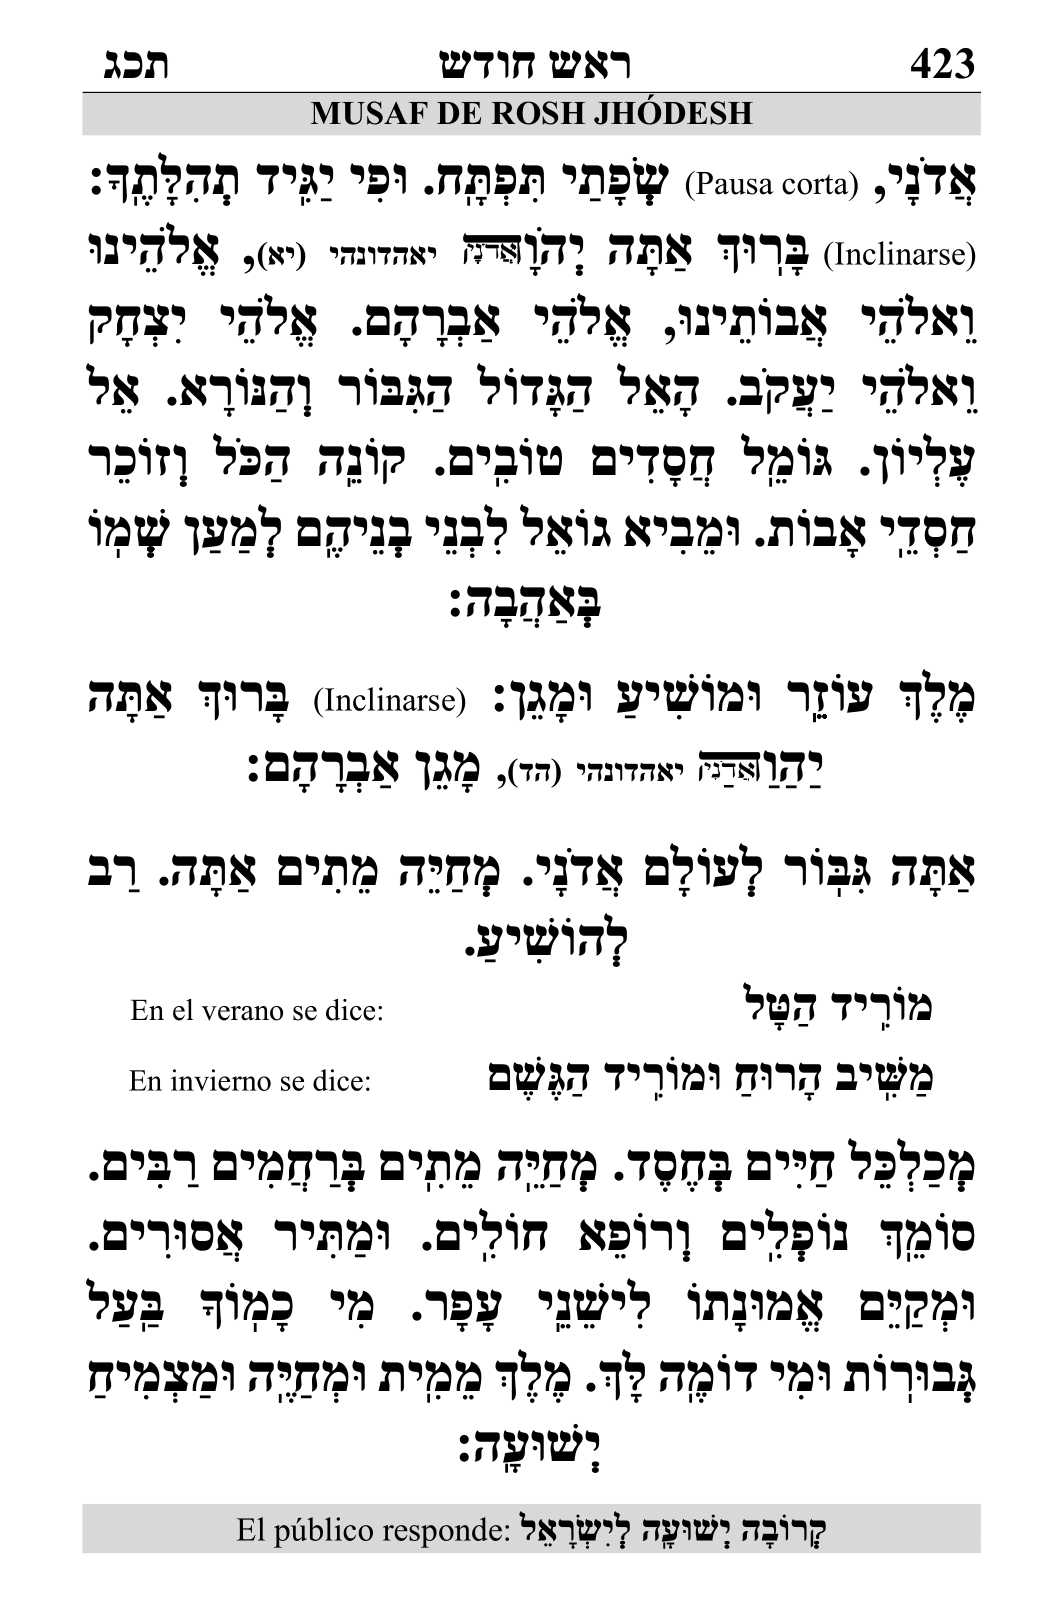 423 ראש חודש תכג
MUSAF DE ROSH JHÓDESH
אֲדֹנָי, (Pausa corta) שְׂפָתַי תִּפְתָּח. וּפִי יַגִּיד תְּהִלָּתֶךָ:
(Inclinarse) בָּרוּךְ אַתָּה יְהֹוָאֲדֹנָיה יאהדונהי (יא), אֱלֹהֵינוּ
וֵאלֹהֵי אֲבוֹתֵינוּ, אֱלֹהֵי אַבְרָהָם. אֱלֹהֵי יִצְחָק
וֵאלֹהֵי יַעֲקֹב. הָאֵל הַגָּדוֹל הַגִּבּוֹר וְהַנּוֹרָא. אֵל
עֶלְיוֹן. גּוֹמֵל חֲסָדִים טוֹבִים. קוֹנֵה הַכֹּל וְזוֹכֵר
חַסְדֵי אָבוֹת. וּמֵבִיא גוֹאֵל לִבְנֵי בְנֵיהֶם לְמַעַן שְׁמוֹ
בְּאַהֲבָה:
מֶלֶךְ עוֹזֵר וּמוֹשִׁיעַ וּמָגֵן: (Inclinarse) בָּרוּךְ אַתָּה
יַהַוַאֲדַנַיה יאהדונהי (הד), מָגֵן אַבְרָהָם:
אַתָּה גִּבּוֹר לְעוֹלָם אֲדֹנָי. מְחַיֵּה מֵתִים אַתָּה. רַב
לְהוֹשִׁיעַ.
En el verano se dice: מוֹרִיד הַטָּל
En invierno se dice: מַשִּׁיב הָרוּחַ וּמוֹרִיד הַגֶּשֶׁם
מְכַלְכֵּל חַיִּים בְּחֶסֶד. מְחַיֵּה מֵתִים בְּרַחֲמִים רַבִּים.
סוֹמֵךְ נוֹפְלִים וְרוֹפֵא חוֹלִים. וּמַתִּיר אֲסוּרִים.
וּמְקַיֵּם אֱמוּנָתוֹ לִישֵׁנֵי עָפָר. מִי כָמוֹךָ בַּעַל
גְּבוּרוֹת וּמִי דוֹמֶה לָּךְ. מֶלֶךְ מֵמִית וּמְחַיֶּה וּמַצְמִיחַ
יְשׁוּעָה:
El público responde: קְרוֹבָה יְשׁוּעָה לְיִשְׂרָאֵל